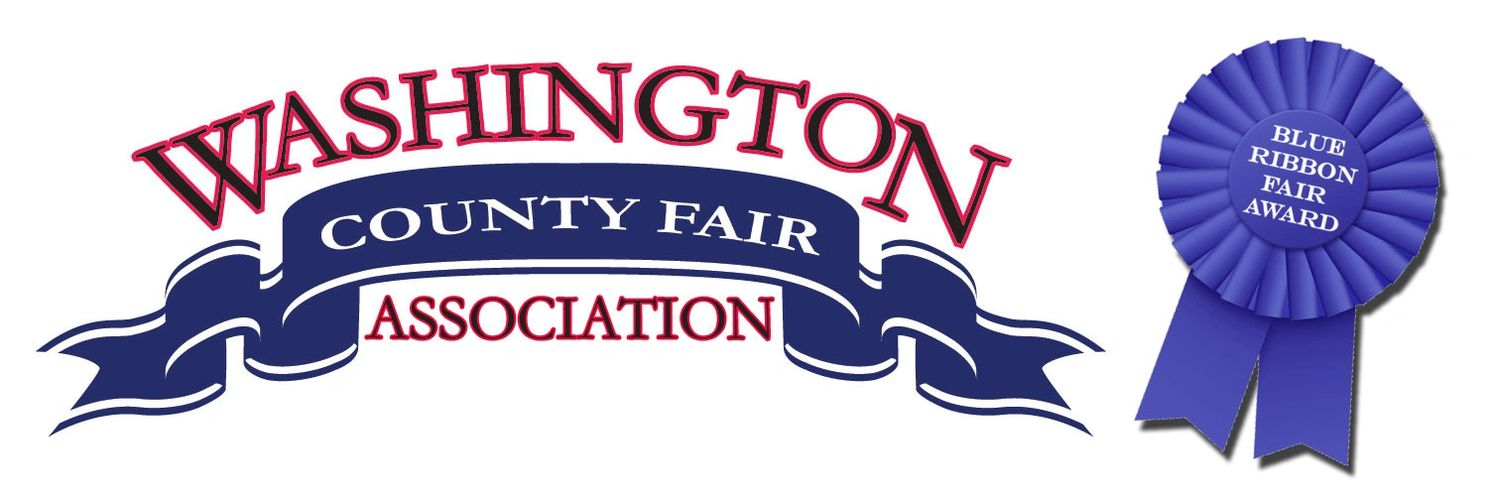 WASHINGTON
COUNTY FAIR
ASSOCIATION
BLUE
RIBBON
FAIR
AWARD